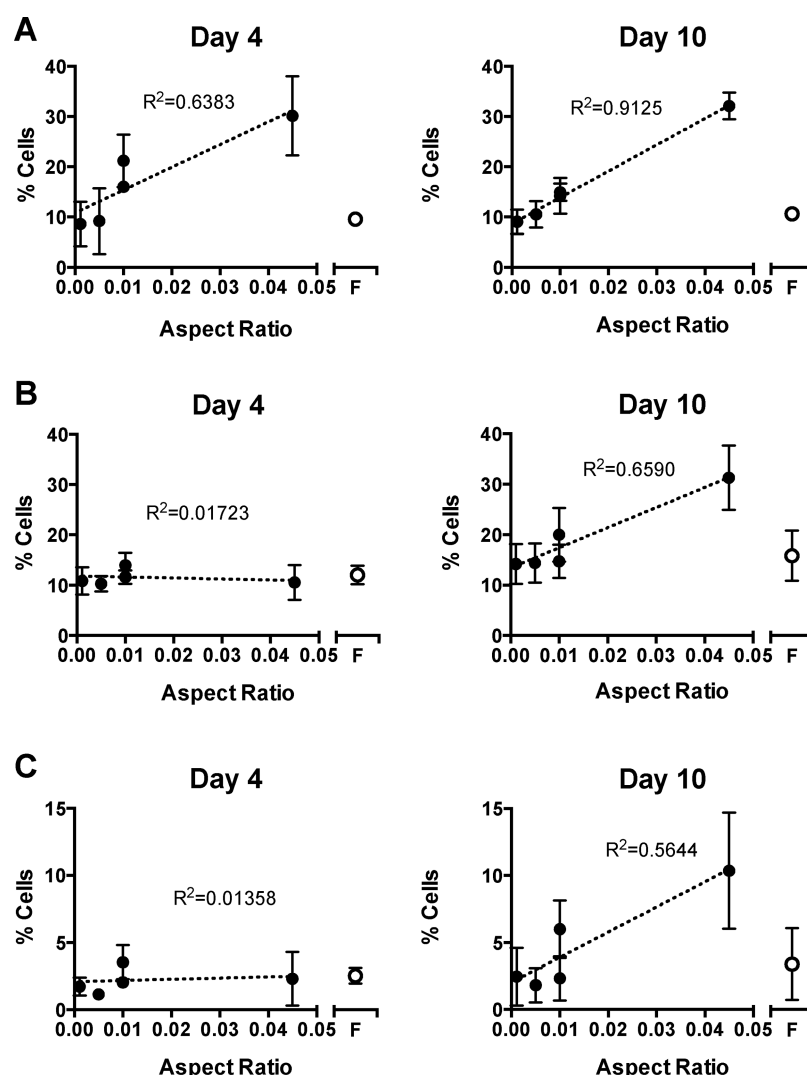 A
Day 4
Day 10
% Cells
40
30
20
10
0
R2=0.6383
0.00 0.01 0.02 0.03 0.04 0.05 F
Aspect Ratio
% Cells
40
30
20
10
0
R2=0.9125
0.00 0.01 0.02 0.03 0.04 0.05 F
Aspect Ratio
B
Day 4
Day 10
% Cells
40
30
20
10
0
R2=0.01723
0.00 0.01 0.02 0.03 0.04 0.05 F
Aspect Ratio
% Cells
40
30
20
10
0
R2=0.6590
0.00 0.01 0.02 0.03 0.04 0.05 F
Aspect Ratio
C
Day 4
Day 10
% Cells
15
10
5
0
R2=0.01358
0.00 0.01 0.02 0.03 0.04 0.05 F
Aspect Ratio
% Cells
15
10
5
0
R2=0.5644
0.00 0.01 0.02 0.03 0.04 0.05 F
Aspect Ratio